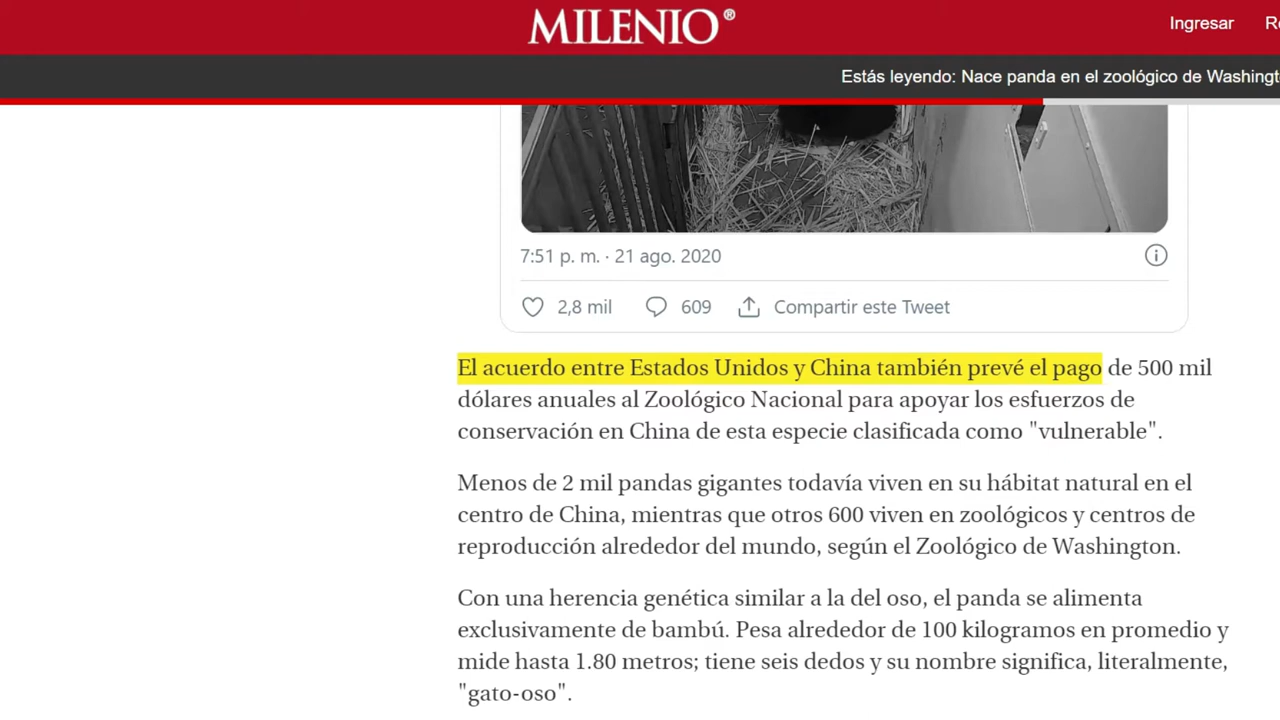 MILENIO®
Ingresar
Estás leyendo: Nace panda en el zoológico de
7:51 p. m. · 21 ago. 2020
2,8 mil 609 Compartir este Tweet
El acuerdo entre Estados Unidos y China también prevé el pago de 500 mil
dólares anuales al Zoológico Nacional para apoyar los esfuerzos de
conservación en China de esta especie clasificada como "vulnerable".
Menos de 2 mil pandas gigantes todavía viven en su hábitat natural en el
centro de China, mientras que otros 600 viven en zoológicos y centros de
reproducción alrededor del mundo, según el Zoológico de Washington.
Con una herencia genética similar a la del oso, el panda se alimenta
exclusivamente de bambú. Pesa alrededor de 100 kilogramos en promedio y
mide hasta 1.80 metros; tiene seis dedos y su nombre significa, literalmente,
"gato-oso".